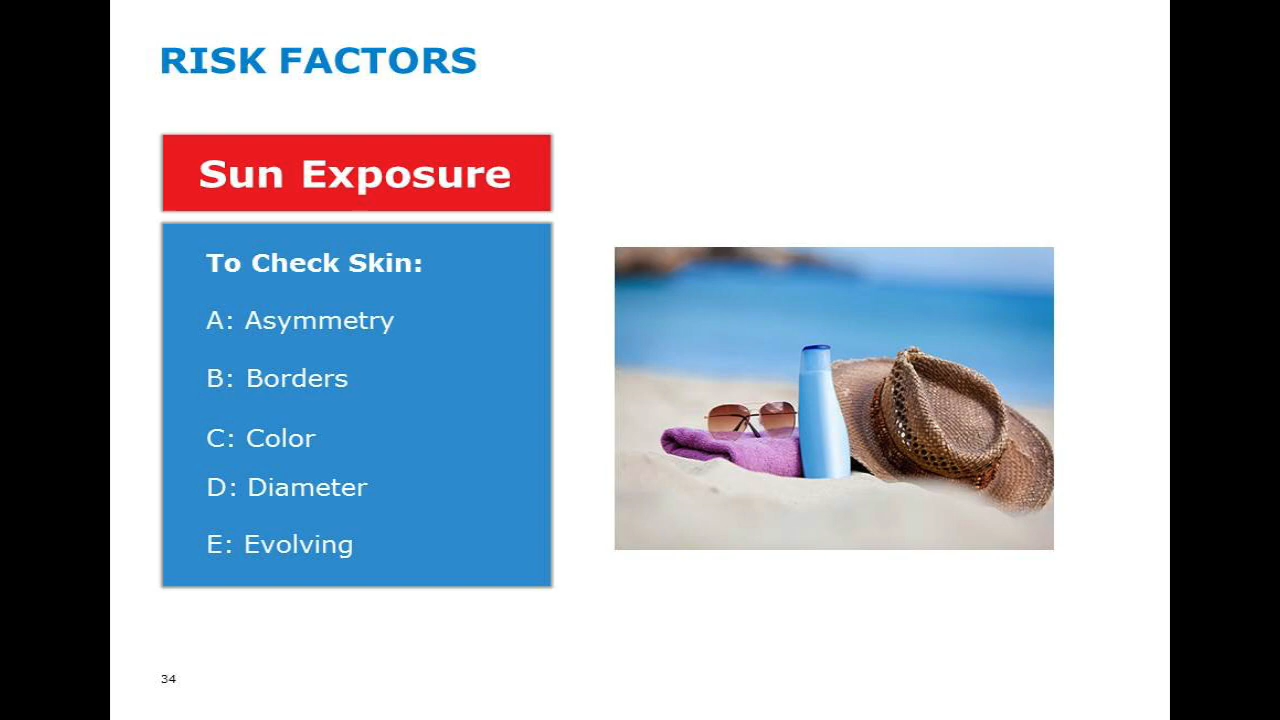 RISK FACTORS
Sun Exposure
To Check Skin:
A: Asymmetry
B: Borders
C: Color
D: Diameter
E: Evolving
34